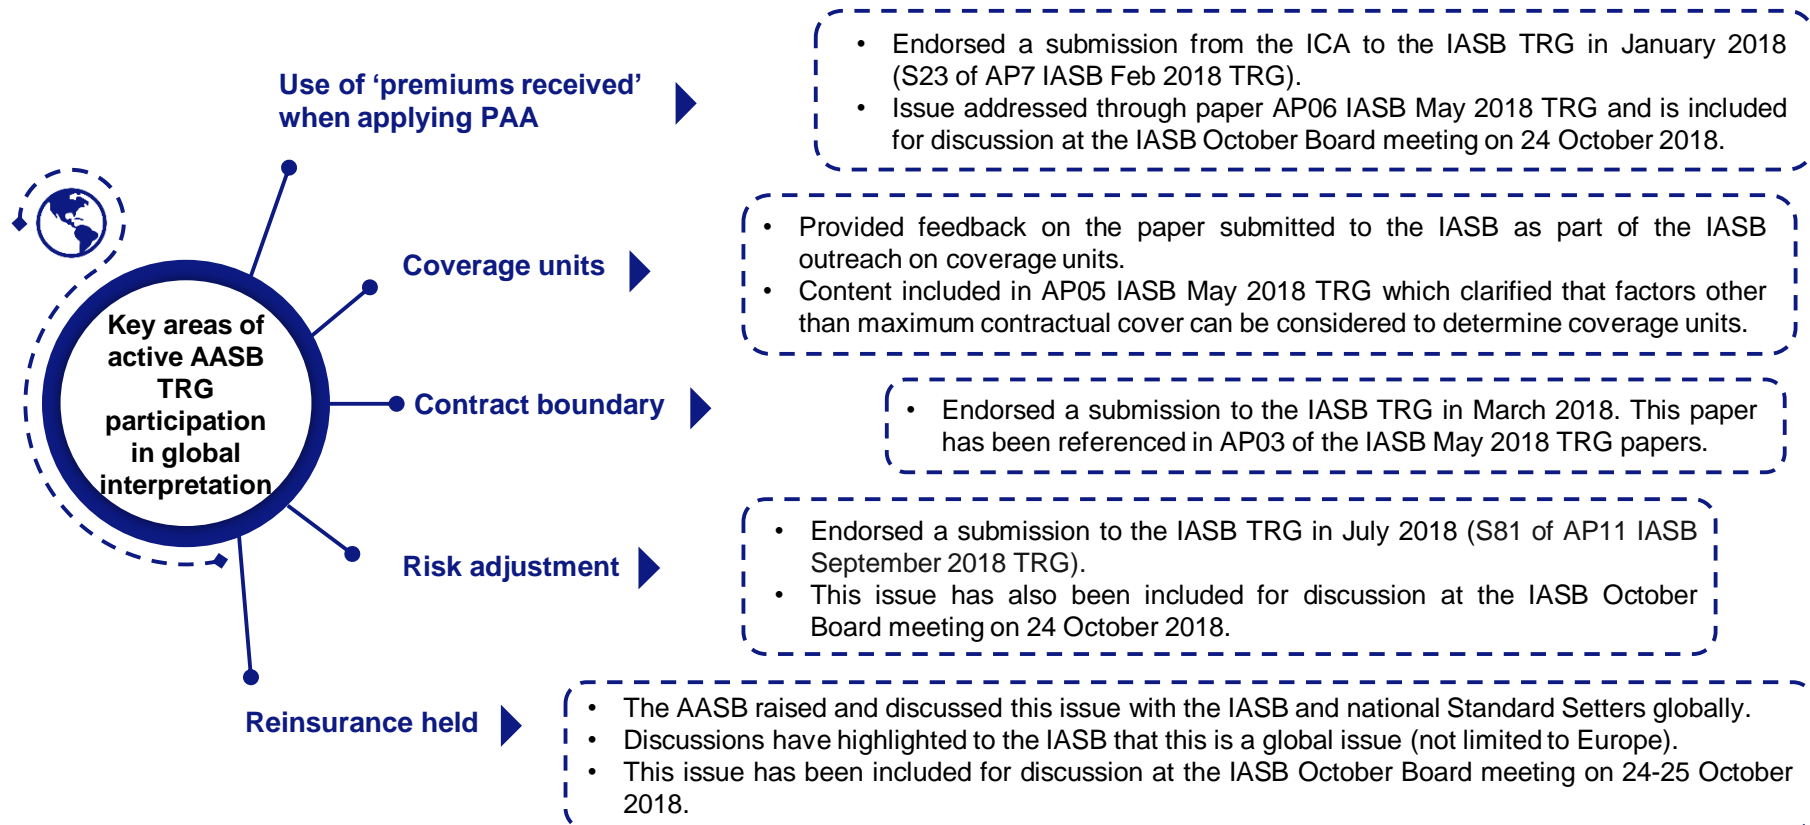 Key areas of
active AASB
TRG
participation
in global
interpretation
Use of ‘premiums received’
when applying PAA
• Endorsed a submission from the ICA to the IASB TRG in January 2018
(S23 of AP7 IASB Feb 2018 TRG).
• Issue addressed through paper AP06 IASB May 2018 TRG and is included
for discussion at the IASB October Board meeting on 24 October 2018.
Coverage units
• Provided feedback on the paper submitted to the IASB as part of the IASB
outreach on coverage units.
• Content included in AP05 IASB May 2018 TRG which clarified that factors other
than maximum contractual cover can be considered to determine coverage units.
Contract boundary
• Endorsed a submission to the IASB TRG in March 2018. This paper
has been referenced in AP03 of the IASB May 2018 TRG papers.
Risk adjustment
• Endorsed a submission to the IASB TRG in July 2018 (S81 of AP11 IASB
September 2018 TRG).
• This issue has also been included for discussion at the IASB October
Board meeting on 24 October 2018.
Reinsurance held
• The AASB raised and discussed this issue with the IASB and national Standard Setters globally.
• Discussions have highlighted to the IASB that this is a global issue (not limited to Europe).
• This issue has been included for discussion at the IASB October Board meeting on 24-25 October
2018.